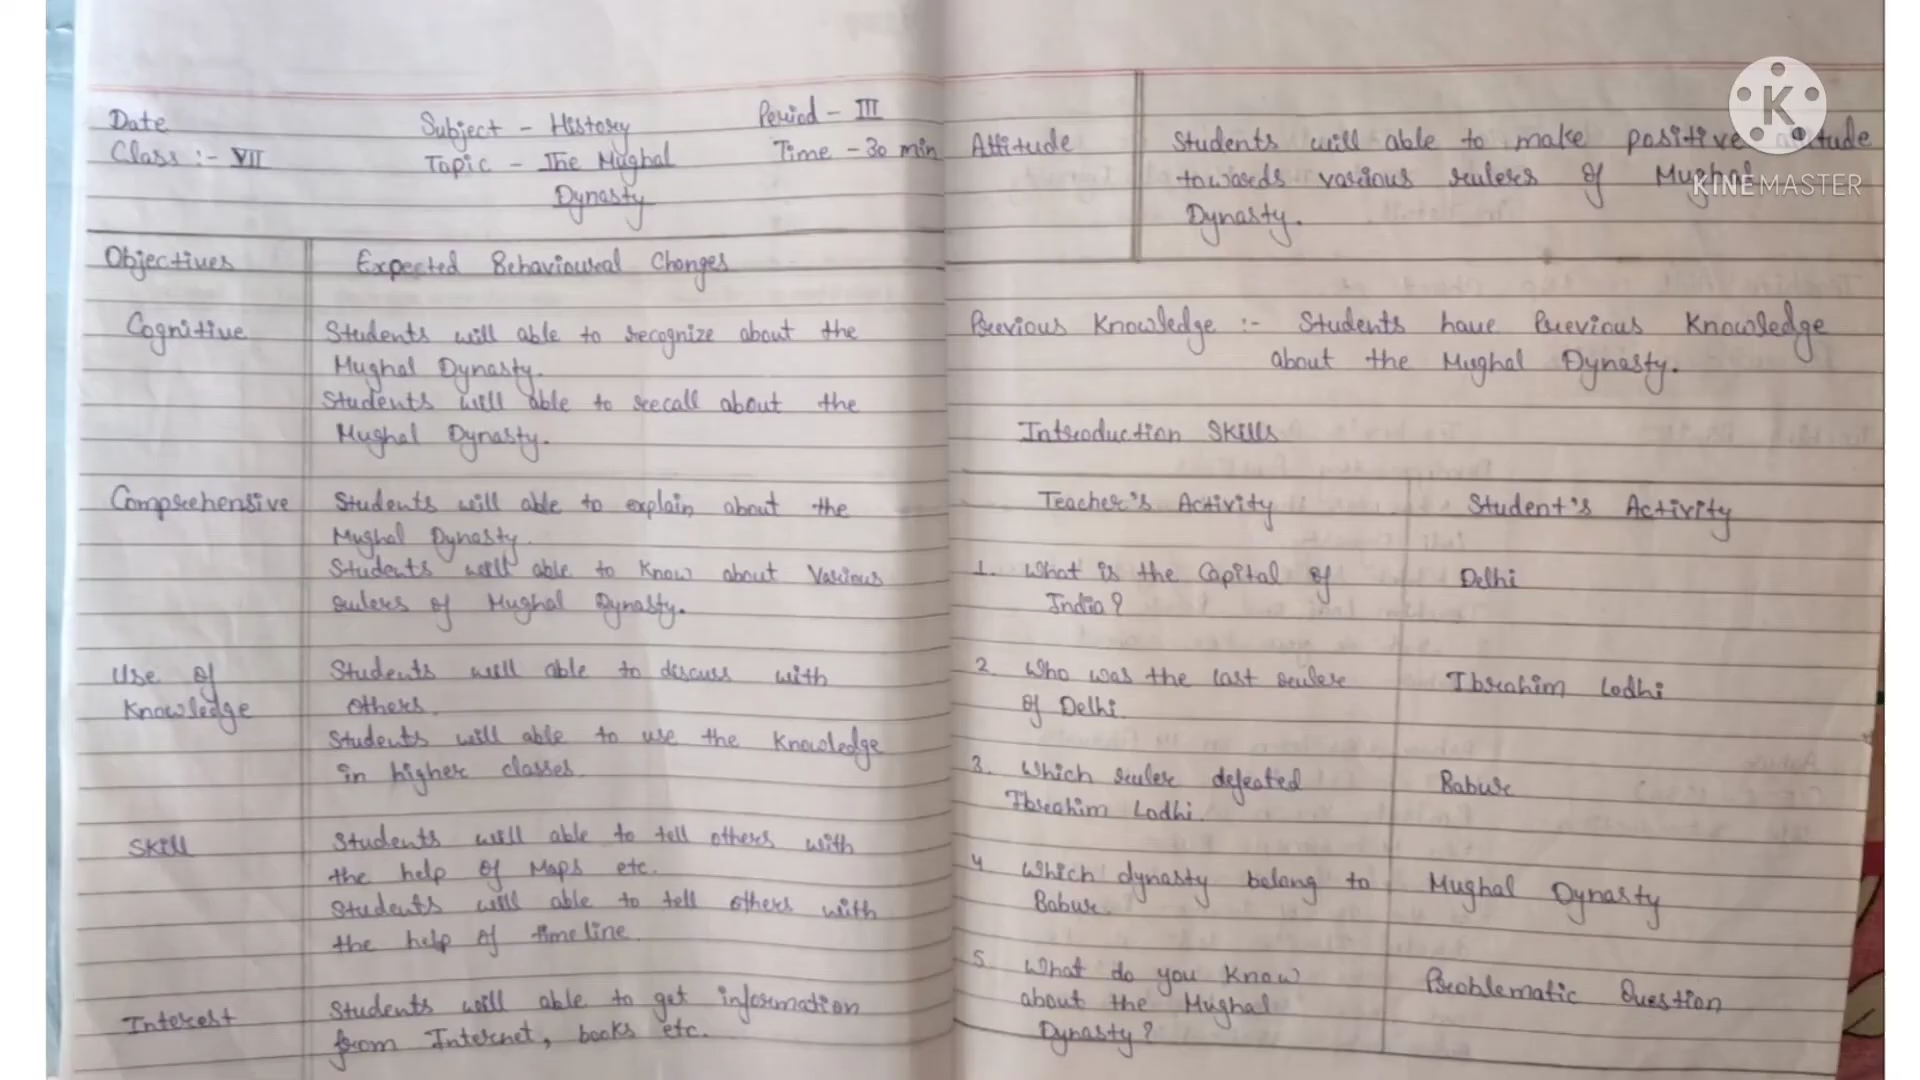 Date
Subject - History
Period - III
Class :- VII
Topic - The Mughal
Dynasty
Time - 30 min
Objectives
Expected Behavioural Changes
Cognitive
Students will able to recognize about the
Mughal Dynasty.
Students will able to recall about the
Mughal Dynasty.
Comprehensive
Students will able to explain about the
Mughal Dynasty.
Students will able to know about various
rulers of Mughal Dynasty.
Use of
Knowledge
Students will able to discuss with
others.
Students will able to use the knowledge
in higher classes.
Skill
Students will able to tell others with
the help of Maps etc.
Students will able to tell others with
the help of timeline.
Interest
Students will able to get information
from Internet, books etc.
Attitude
Students will able to make positive
towards various rulers of Mughal
Dynasty.
Previous Knowledge :- Students have Previous Knowledge
about the Mughal Dynasty.
Introduction Skills
Teacher's Activity
Student's Activity
1. What is the Capital of
India?
Delhi
2. Who was the last ruler
of Delhi.
Ibrahim Lodhi
3. Which ruler defeated
Ibrahim Lodhi.
Babur
4 Which dynasty belong to
Babur.
Mughal Dynasty
5. What do you know
about the Mughal
Dynasty?
Problematic Question
K
KINEMASTER